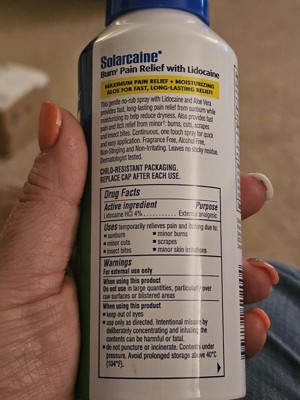 Solarcaine®
Burn¹ Pain Relief with Lidocaine
MAXIMUM PAIN RELIEF + MOISTURIZING
ALOE FOR FAST, LONG-LASTING RELIEF!
This gentle no-rub spray with Lidocaine and Aloe Vera
provides fast, long-lasting pain relief from sunburn while
moisturizing to help reduce dryness. Also provides fast
pain and itch relief from minor¹: burns, cuts, scrapes
and insect bites. Continuous, one touch spray for quick
and easy application. Fragrance Free, Alcohol Free,
Non-Stinging and Non-Irritating. Leaves no sticky residue.
Dermatologist tested.
CHILD-RESISTANT PACKAGING.
REPLACE CAP AFTER EACH USE.
Drug Facts
Active ingredient Purpose
Lidocaine HCl 4%............External analgesic
Uses temporarily relieves pain and itching due to:
▪ sunburn ▪ minor burns
▪ minor cuts ▪ scrapes
▪ insect bites ▪ minor skin irritations
Warnings
For external use only
When using this product
Do not use in large quantities, particularly over
raw surfaces or blistered areas
When using this product
▪ keep out of eyes
▪ use only as directed. Intentional misuse by
deliberately concentrating and inhaling the
contents can be harmful or fatal.
▪ do not puncture or incinerate. Contents under
pressure. Avoid prolonged storage above 40°C
(104°F).